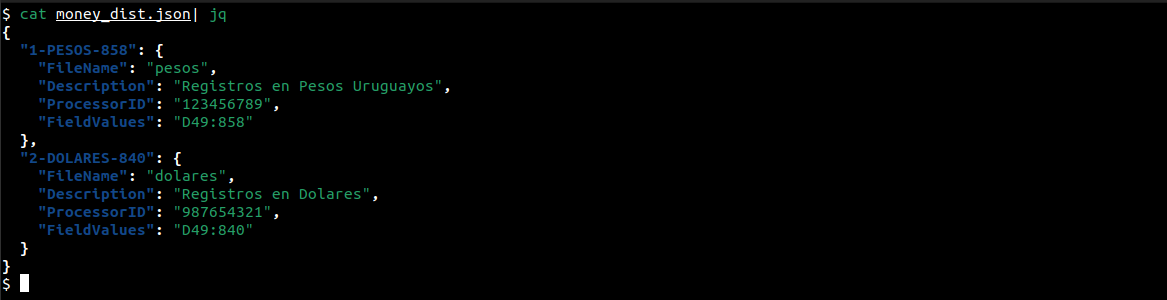 $ cat money_dist.json| jq
{
  "1-PESOS-858": {
    "FileName": "pesos",
    "Description": "Registros en Pesos Uruguayos",
    "ProcessorID": "123456789",
    "FieldValues": "D49:858"
  },
  "2-DOLARES-840": {
    "FileName": "dolares",
    "Description": "Registros en Dolares",
    "ProcessorID": "987654321",
    "FieldValues": "D49:840"
  }
}
$